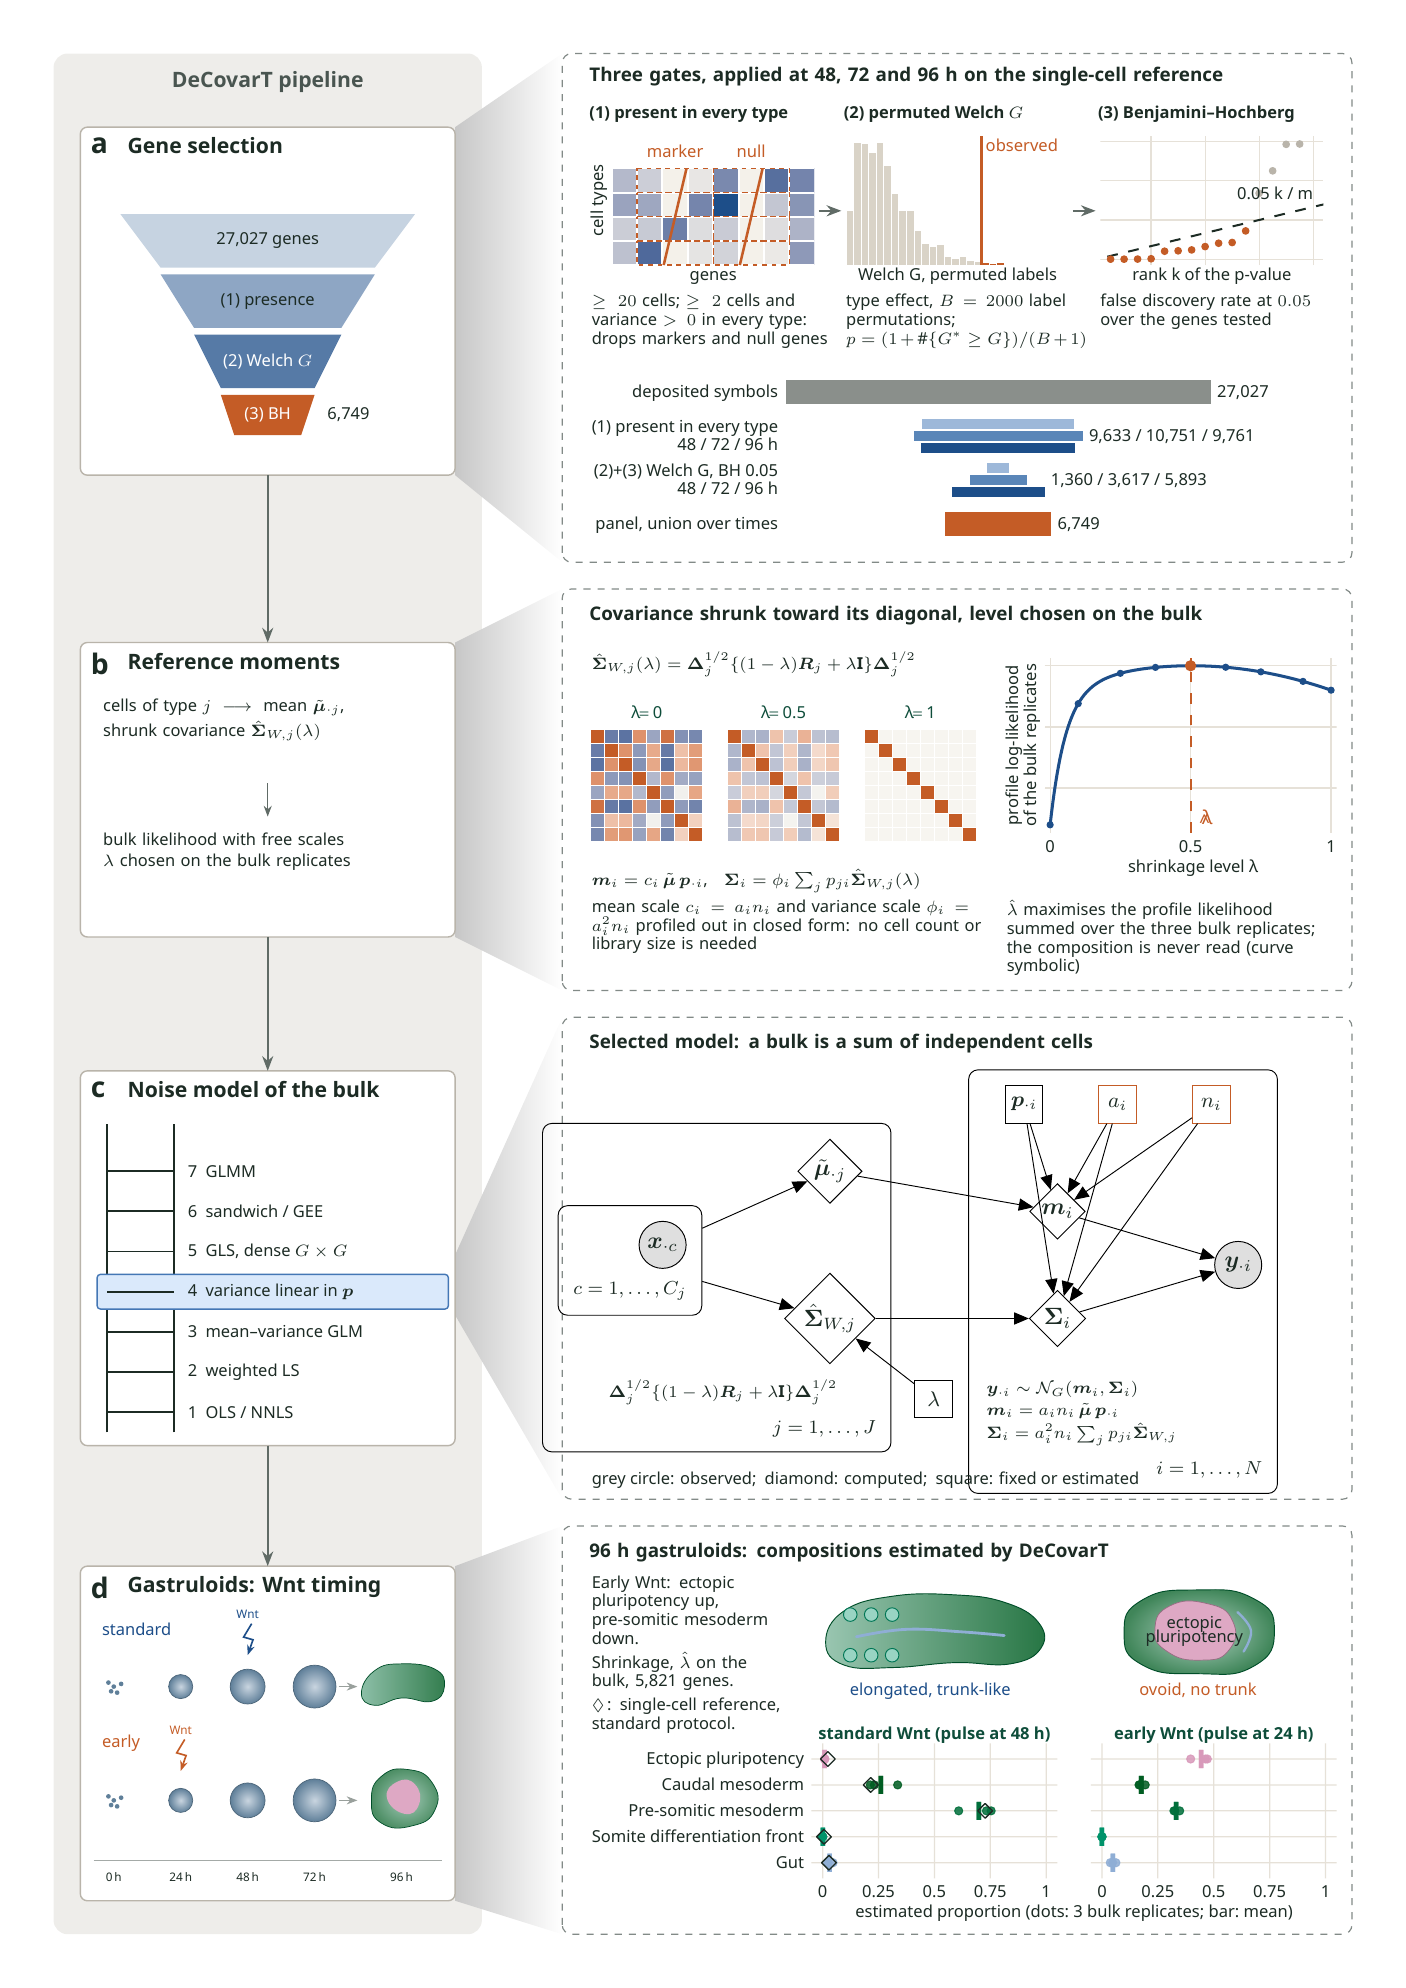 DeCovarT pipeline
a Gene selection
27,027 genes
(1) presence
(2) Welch G
(3) BH
6,749
Three gates, applied at 48, 72 and 96 h on the single-cell reference
(1) present in every type
(2) permuted Welch G
(3) Benjamini–Hochberg
marker
null
cell types
genes
observed
Welch G, permuted labels
0.05 k / m
rank k of the p-value
≥ 20 cells; ≥ 2 cells and
variance > 0 in every type:
drops markers and null genes
type effect, B = 2000 label
permutations;
p = (1+#{G* ≥ G})/(B+1)
false discovery rate at 0.05
over the genes tested
deposited symbols
27,027
(1) present in every type
48 / 72 / 96 h
9,633 / 10,751 / 9,761
(2)+(3) Welch G, BH 0.05
48 / 72 / 96 h
1,360 / 3,617 / 5,893
panel, union over times
6,749
b Reference moments
cells of type j ⟶ mean μ̃·j,
shrunk covariance Σ̂W,j(λ)
bulk likelihood with free scales
λ chosen on the bulk replicates
Covariance shrunk toward its diagonal, level chosen on the bulk
Σ̂W,j(λ) = Δj^1/2{(1 − λ)Rj + λI}Δj^1/2
λ= 0
λ= 0.5
λ= 1
mi = ci μ̃ p·i, Σi = ϕi ∑j pji Σ̂W,j(λ)
mean scale ci = aini and variance scale ϕi =
ai²ni profiled out in closed form: no cell count or
library size is needed
profile log-likelihood
of the bulk replicates
λ̂
0
0.5
1
shrinkage level λ
λ̂ maximises the profile likelihood
summed over the three bulk replicates;
the composition is never read (curve
symbolic)
c Noise model of the bulk
7 GLMM
6 sandwich / GEE
5 GLS, dense G × G
4 variance linear in p
3 mean–variance GLM
2 weighted LS
1 OLS / NNLS
Selected model: a bulk is a sum of independent cells
p·i
ai
ni
μ̃·j
mi
x·c
y·i
c = 1, . . . , Cj
Σ̂W,j
Σi
Δj^1/2{(1 − λ)Rj + λI}Δj^1/2
λ
j = 1, . . . , J
y·i ∼ NG(mi, Σi)
mi = aini μ̃ p·i
Σi = ai²ni ∑j pji Σ̂W,j
i = 1, . . . , N
grey circle: observed; diamond: computed; square: fixed or estimated
d Gastruloids: Wnt timing
Wnt
standard
Wnt
early
0 h
24 h
48 h
72 h
96 h
96 h gastruloids: compositions estimated by DeCovarT
Early Wnt: ectopic
pluripotency up,
pre-somitic mesoderm
down.
Shrinkage, λ̂ on the
bulk, 5,821 genes.
♢: single-cell reference,
standard protocol.
elongated, trunk-like
ectopic
pluripotency
ovoid, no trunk
standard Wnt (pulse at 48 h)
early Wnt (pulse at 24 h)
Ectopic pluripotency
Caudal mesoderm
Pre-somitic mesoderm
Somite differentiation front
Gut
0
0.25
0.5
0.75
1
0
0.25
0.5
0.75
1
estimated proportion (dots: 3 bulk replicates; bar: mean)